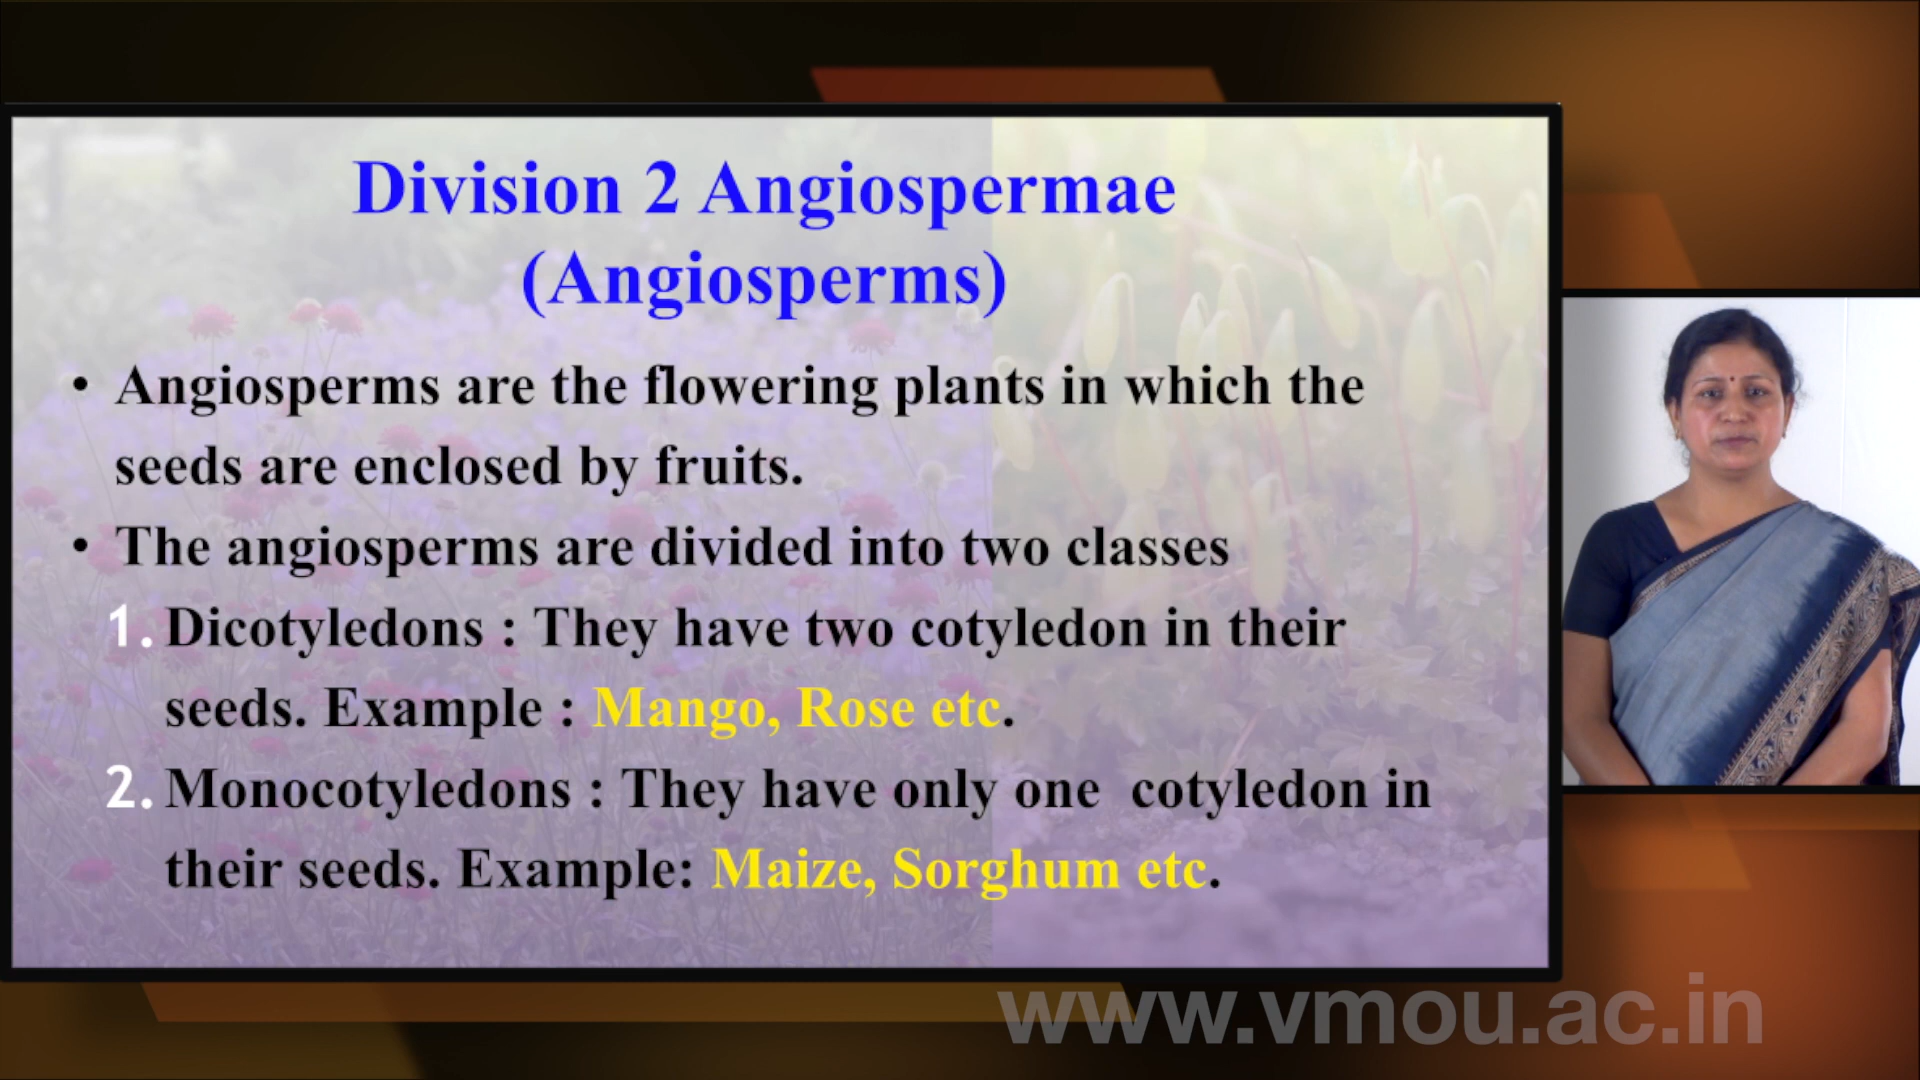 Division 2 Angiospermae
(Angiosperms)
• Angiosperms are the flowering plants in which the
seeds are enclosed by fruits.
• The angiosperms are divided into two classes
1. Dicotyledons : They have two cotyledon in their
seeds. Example : Mango, Rose etc.
2. Monocotyledons : They have only one cotyledon in
their seeds. Example: Maize, Sorghum etc.
www.vmou.ac.in